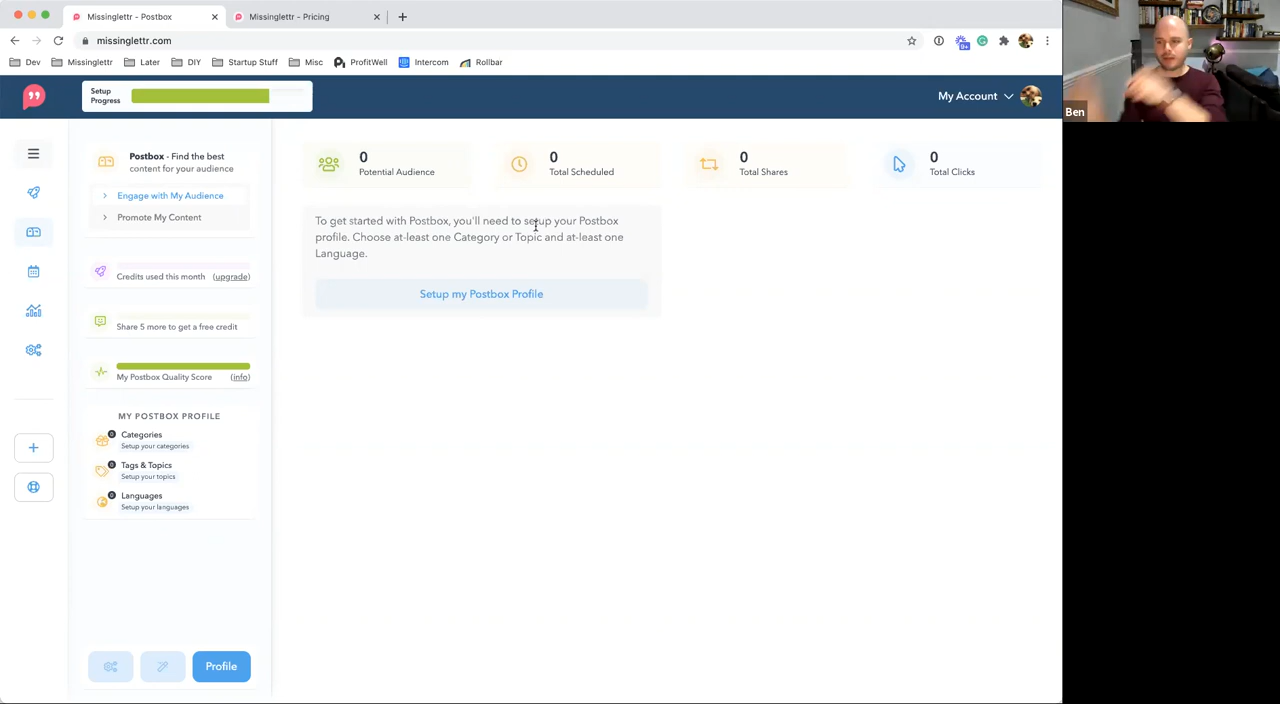 Missinglettr - Postbox
Missinglettr - Pricing
missinglettr.com
9+
Dev
Missinglettr
Later
DIY
Startup Stuff
Misc
ProfitWell
Intercom
Rollbar
Setup
Progress
My Account
Ben
Postbox - Find the best
content for your audience
Engage with My Audience
Promote My Content
Credits used this month (upgrade)
Share 5 more to get a free credit
My Postbox Quality Score (info)
MY POSTBOX PROFILE
0 Categories
Setup your categories
0 Tags & Topics
Setup your topics
0 Languages
Setup your languages
Profile
0
Potential Audience
0
Total Scheduled
0
Total Shares
0
Total Clicks
To get started with Postbox, you'll need to setup your Postbox
profile. Choose at-least one Category or Topic and at-least one
Language.
Setup my Postbox Profile